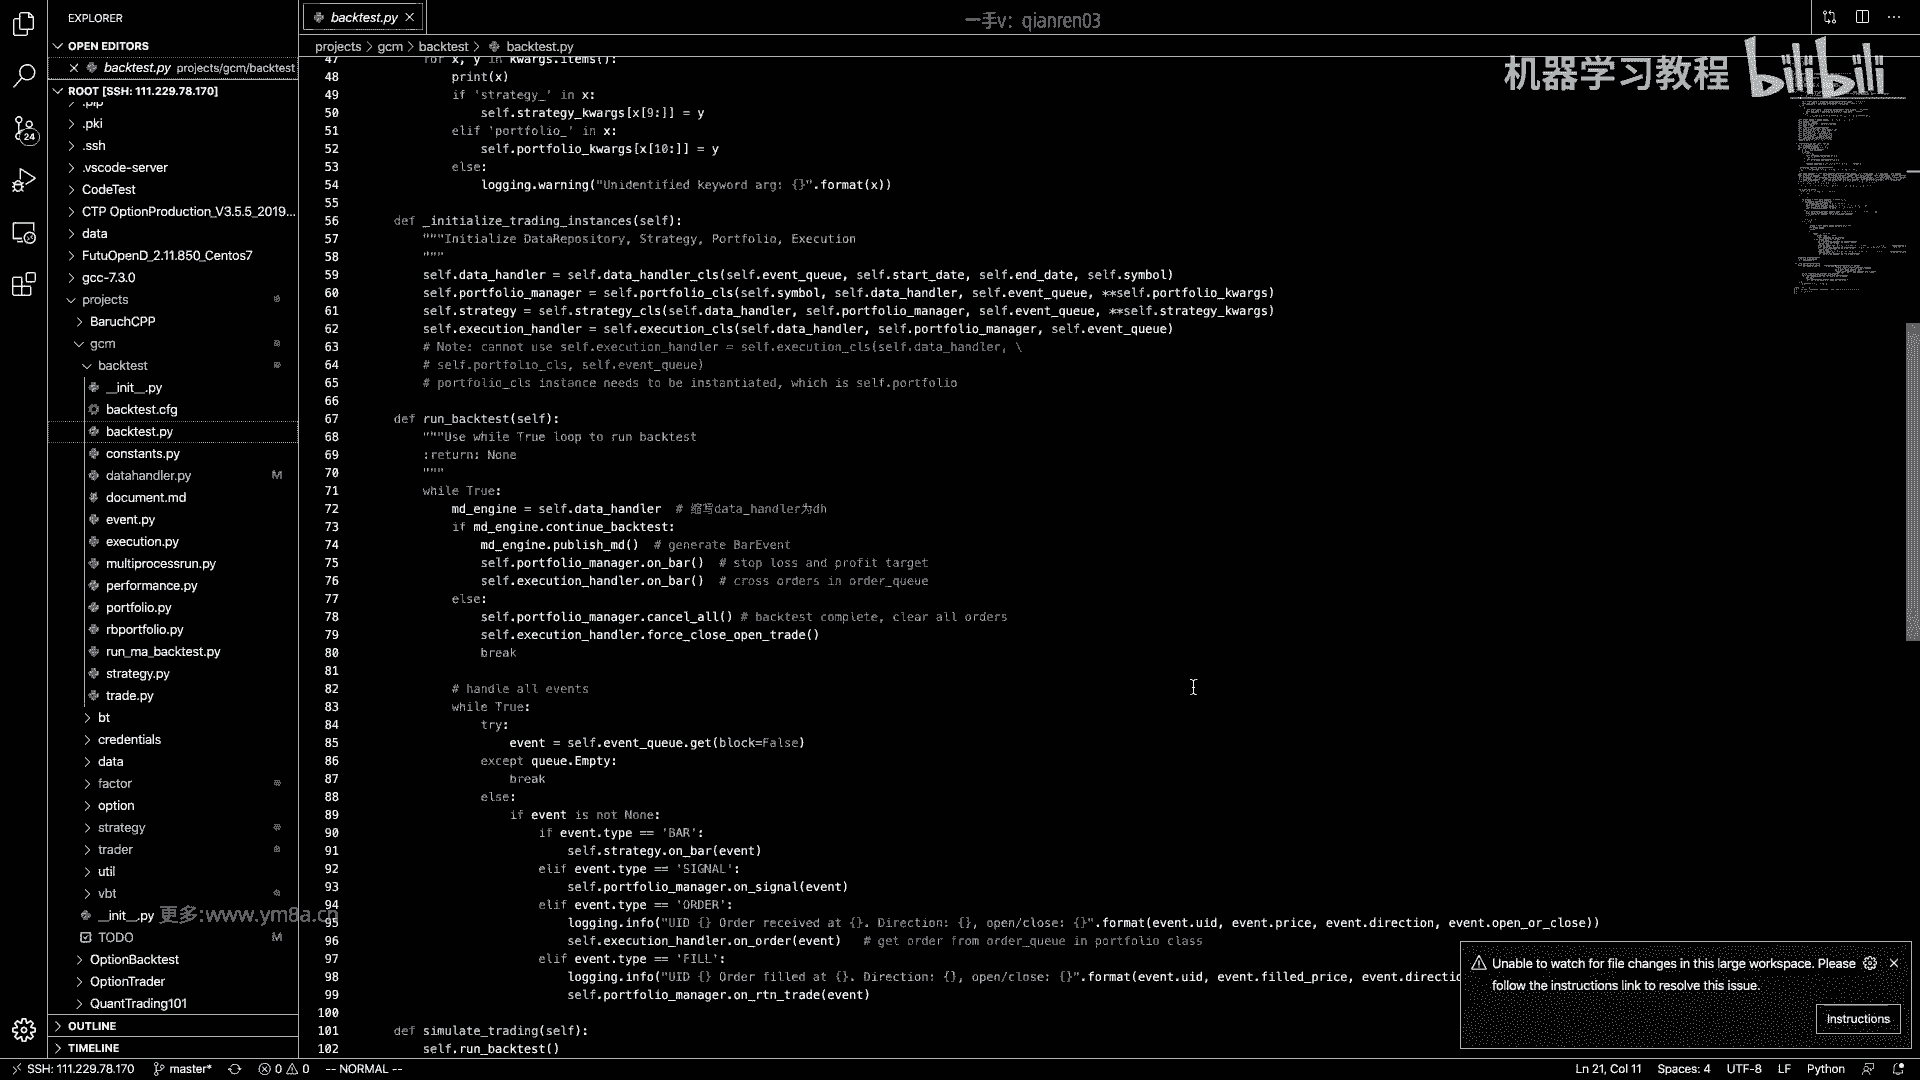 EXPLORER
OPEN EDITORS
backtest.py projects/gcm/backtest
ROOT [SSH: 111.229.78.170]
.pip
.pki
.ssh
.vscode-server
CodeTest
CTP OptionProduction_V3.5.5_2019...
data
FutuOpenD_2.11.850_Centos7
gcc-7.3.0
projects
BaruchCPP
gcm
backtest
__init__.py
backtest.cfg
backtest.py
constants.py
datahandler.py M
document.md
event.py
execution.py
multiprocessrun.py
performance.py
portfolio.py
rbportfolio.py
run_ma_backtest.py
strategy.py
trade.py
bt
credentials
data
factor
option
strategy
trader
util
vbt
__init__.py
TODO M
OptionBacktest
OptionTrader
QuantTrading101
OUTLINE
TIMELINE
24
更多:www.ym8a.cn
backtest.py
一手v: qianren03
机器学习教程 bilibili
projects > gcm > backtest > backtest.py
47 for x, y in kwargs.items():
48 print(x)
49 if 'strategy_' in x:
50 self.strategy_kwargs[x[9:]] = y
51 elif 'portfolio_' in x:
52 self.portfolio_kwargs[x[10:]] = y
53 else:
54 logging.warning("Unidentified keyword arg: {}".format(x))
55
56 def _initialize_trading_instances(self):
57 """Initialize DataRepository, Strategy, Portfolio, Execution
58 """
59 self.data_handler = self.data_handler_cls(self.event_queue, self.start_date, self.end_date, self.symbol)
60 self.portfolio_manager = self.portfolio_cls(self.symbol, self.data_handler, self.event_queue, **self.portfolio_kwargs)
61 self.strategy = self.strategy_cls(self.data_handler, self.portfolio_manager, self.event_queue, **self.strategy_kwargs)
62 self.execution_handler = self.execution_cls(self.data_handler, self.portfolio_manager, self.event_queue)
63 # Note: cannot use self.execution_handler = self.execution_cls(self.data_handler, \
64 # self.portfolio_cls, self.event_queue)
65 # portfolio_cls instance needs to be instantiated, which is self.portfolio
66
67 def run_backtest(self):
68 """Use while True loop to run backtest
69 :return: None
70 """
71 while True:
72 md_engine = self.data_handler # 缩写data_handler为dh
73 if md_engine.continue_backtest:
74 md_engine.publish_md() # generate BarEvent
75 self.portfolio_manager.on_bar() # stop loss and profit target
76 self.execution_handler.on_bar() # cross orders in order_queue
77 else:
78 self.portfolio_manager.cancel_all() # backtest complete, clear all orders
79 self.execution_handler.force_close_open_trade()
80 break
81
82 # handle all events
83 while True:
84 try:
85 event = self.event_queue.get(block=False)
86 except queue.Empty:
87 break
88 else:
89 if event is not None:
90 if event.type == 'BAR':
91 self.strategy.on_bar(event)
92 elif event.type == 'SIGNAL':
93 self.portfolio_manager.on_signal(event)
94 elif event.type == 'ORDER':
95 logging.info("UID {} Order received at {}. Direction: {}, open/close: {}".format(event.uid, event.price, event.direction, event.open_or_close))
96 self.execution_handler.on_order(event) # get order from order_queue in portfolio class
97 elif event.type == 'FILL':
98 logging.info("UID {} Order filled at {}. Direction: {}, open/close: {}".format(event.uid, event.filled_price, event.directio
99 self.portfolio_manager.on_rtn_trade(event)
100
101 def simulate_trading(self):
102 self.run_backtest()
Unable to watch for file changes in this large workspace. Please
follow the instructions link to resolve this issue.
Instructions
SSH: 111.229.78.170 master* 0 0 -- NORMAL -- Ln 21, Col 11 Spaces: 4 UTF-8 LF Python